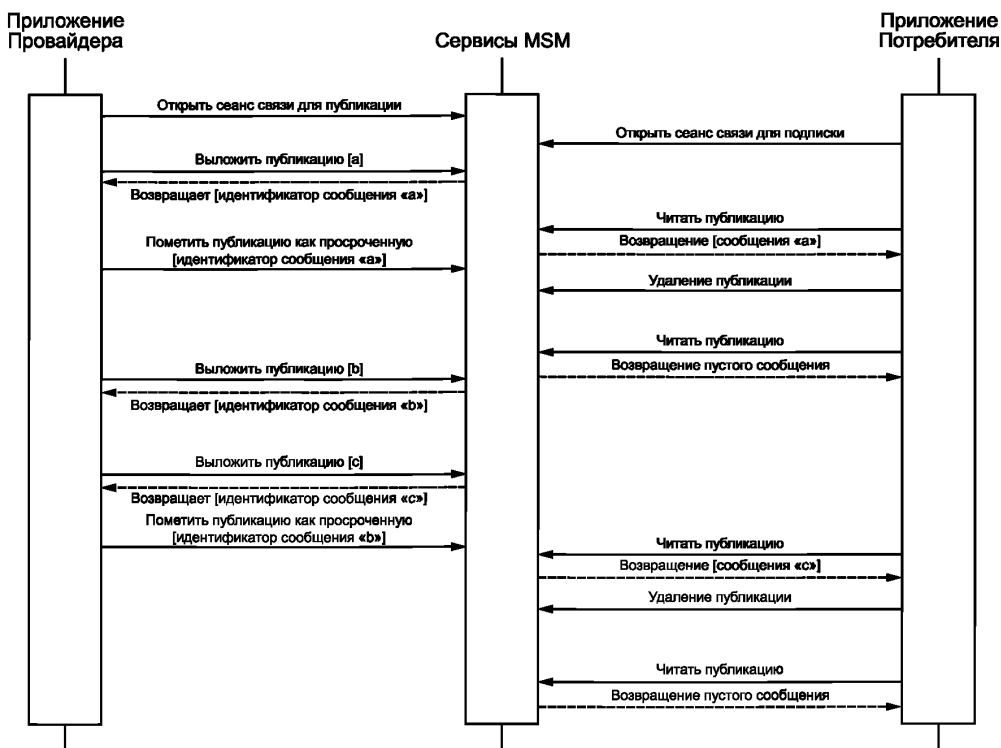 Приложение
Провайдера
Сервисы MSM
Приложение
Потребителя
Открыть сеанс связи для публикации
Открыть сеанс связи для подписки
Выложить публикацию [a]
Возвращает [идентификатор сообщения «a»]
Читать публикацию
Пометить публикацию как просроченную
[идентификатор сообщения «a»]
Возвращение [сообщения «a»]
Удаление публикации
Читать публикацию
Возвращение пустого сообщения
Выложить публикацию [b]
Возвращает [идентификатор сообщения «b»]
Выложить публикацию [c]
Возвращает [идентификатор сообщения «c»]
Пометить публикацию как просроченную
[идентификатор сообщения «b»]
Читать публикацию
Возвращение [сообщения «c»]
Удаление публикации
Читать публикацию
Возвращение пустого сообщения